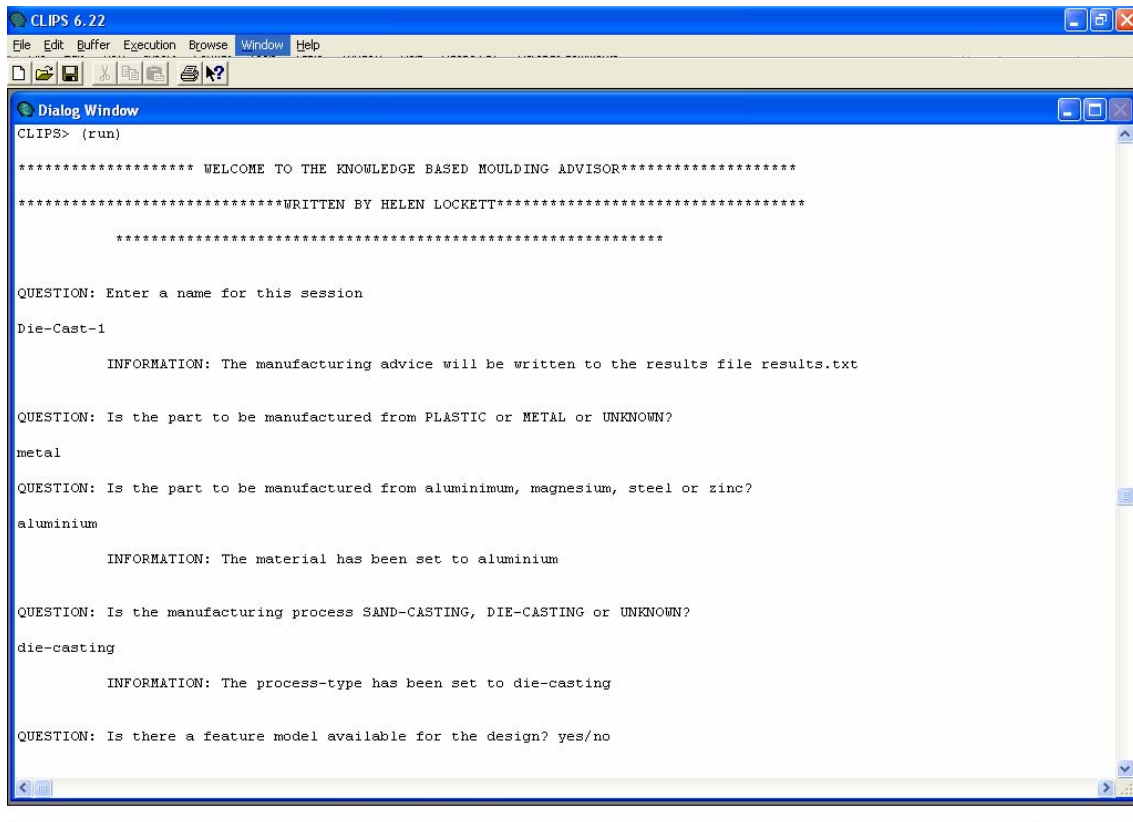 CLIPS 6.22
File Edit Buffer Execution Browse Window Help
Dialog Window
CLIPS> (run)
******************** WELCOME TO THE KNOWLEDGE BASED MOULDING ADVISOR********************
******************************WRITTEN BY HELEN LOCKETT***********************************
**************************************************************
QUESTION: Enter a name for this session
Die-Cast-1
INFORMATION: The manufacturing advice will be written to the results file results.txt
QUESTION: Is the part to be manufactured from PLASTIC or METAL or UNKNOWN?
metal
QUESTION: Is the part to be manufactured from aluminimum, magnesium, steel or zinc?
aluminium
INFORMATION: The material has been set to aluminium
QUESTION: Is the manufacturing process SAND-CASTING, DIE-CASTING or UNKNOWN?
die-casting
INFORMATION: The process-type has been set to die-casting
QUESTION: Is there a feature model available for the design? yes/no